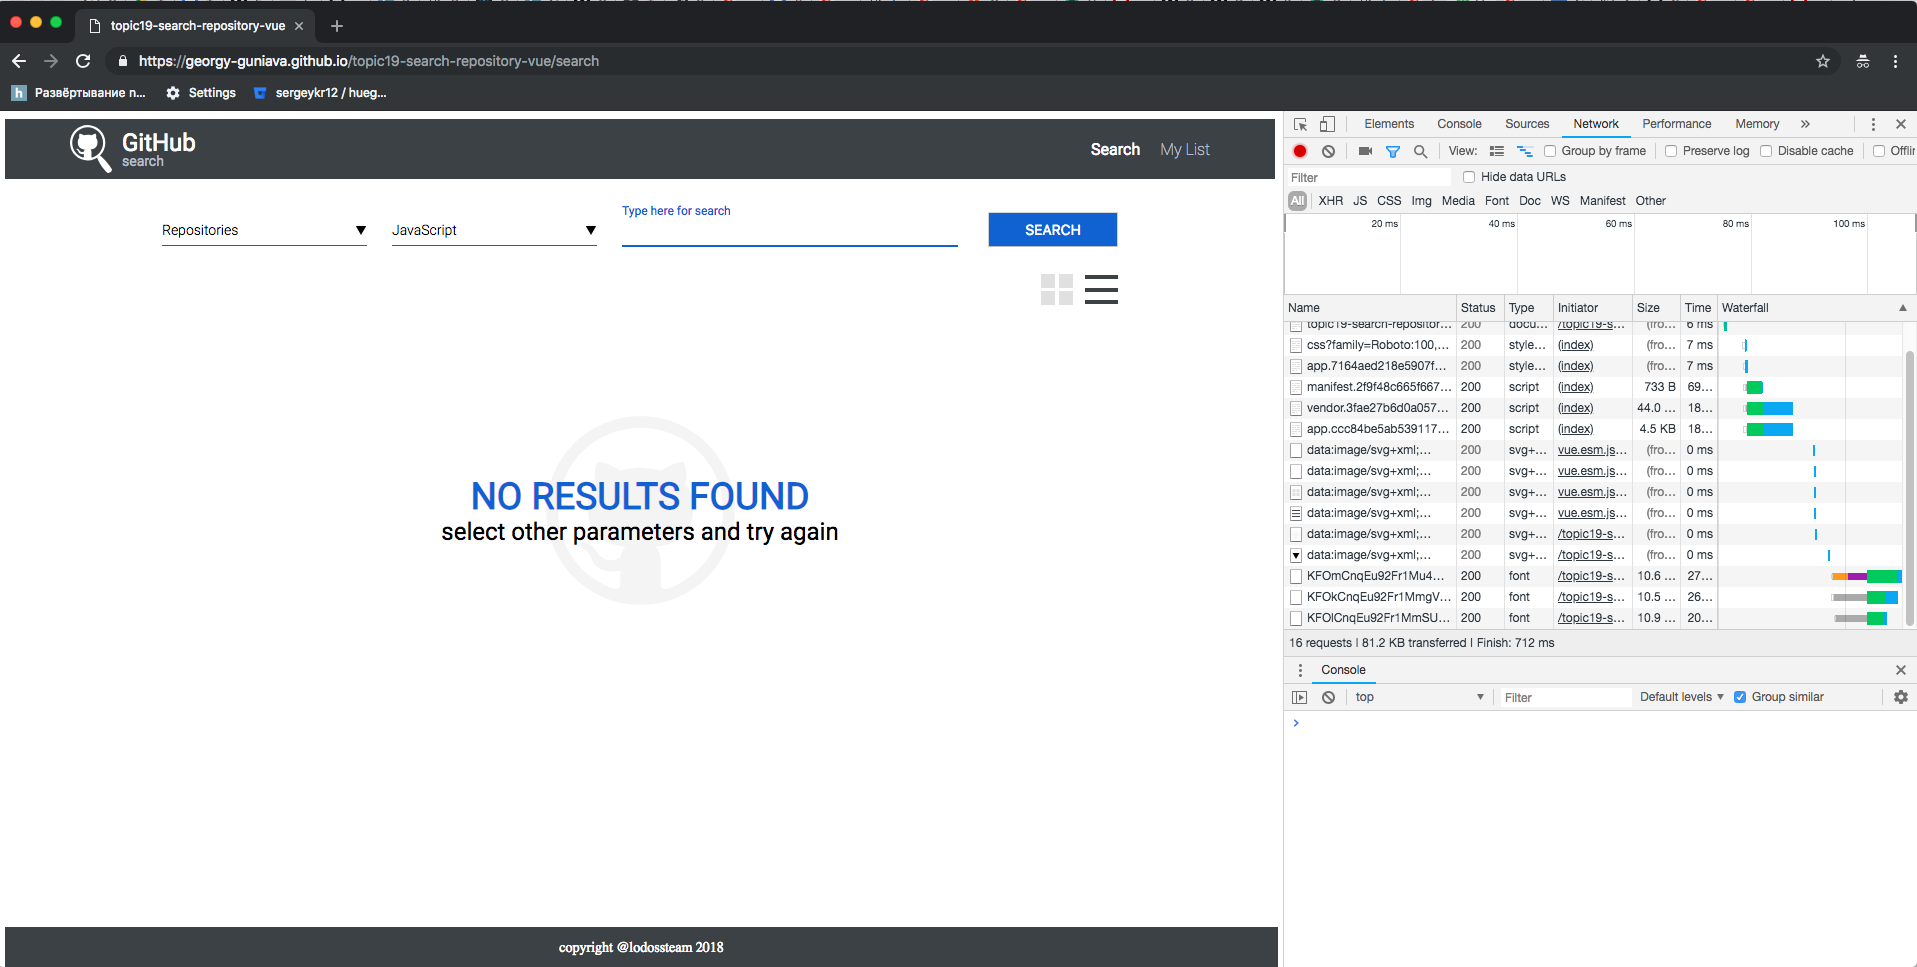 topic19-search-repository-vue
https://georgy-guniava.github.io/topic19-search-repository-vue/search
Развёртывание п...
Settings
sergeykr12 / hueg...
GitHub
search
Search
My List
Repositories
JavaScript
Type here for search
SEARCH
NO RESULTS FOUND
select other parameters and try again
copyright @lodossteam 2018
Elements Console Sources Network Performance Memory »
View: Group by frame Preserve log Disable cache Offlin
Filter Hide data URLs
All XHR JS CSS Img Media Font Doc WS Manifest Other
20 ms 40 ms 60 ms 80 ms 100 ms
Name Status Type Initiator Size Time Waterfall
topic19-search-repositor... 200 docu... /topic19-s... (fro... 6 ms
css?family=Roboto:100,... 200 style... (index) (fro... 7 ms
app.7164aed218e5907f... 200 style... (index) (fro... 7 ms
manifest.2f9f48c665f667... 200 script (index) 733 B 69...
vendor.3fae27b6d0a057... 200 script (index) 44.0 ... 18...
app.ccc84be5ab539117... 200 script (index) 4.5 KB 18...
data:image/svg+xml;... 200 svg+... vue.esm.js... (fro... 0 ms
data:image/svg+xml;... 200 svg+... vue.esm.js... (fro... 0 ms
data:image/svg+xml;... 200 svg+... vue.esm.js... (fro... 0 ms
data:image/svg+xml;... 200 svg+... vue.esm.js... (fro... 0 ms
data:image/svg+xml;... 200 svg+... /topic19-s... (fro... 0 ms
data:image/svg+xml;... 200 svg+... /topic19-s... (fro... 0 ms
KFOmCnqEu92Fr1Mu4... 200 font /topic19-s... 10.6 ... 27...
KFOkCnqEu92Fr1MmgV... 200 font /topic19-s... 10.5 ... 26...
KFOlCnqEu92Fr1MmSU... 200 font /topic19-s... 10.9 ... 20...
16 requests | 81.2 KB transferred | Finish: 712 ms
Console
top Filter Default levels Group similar